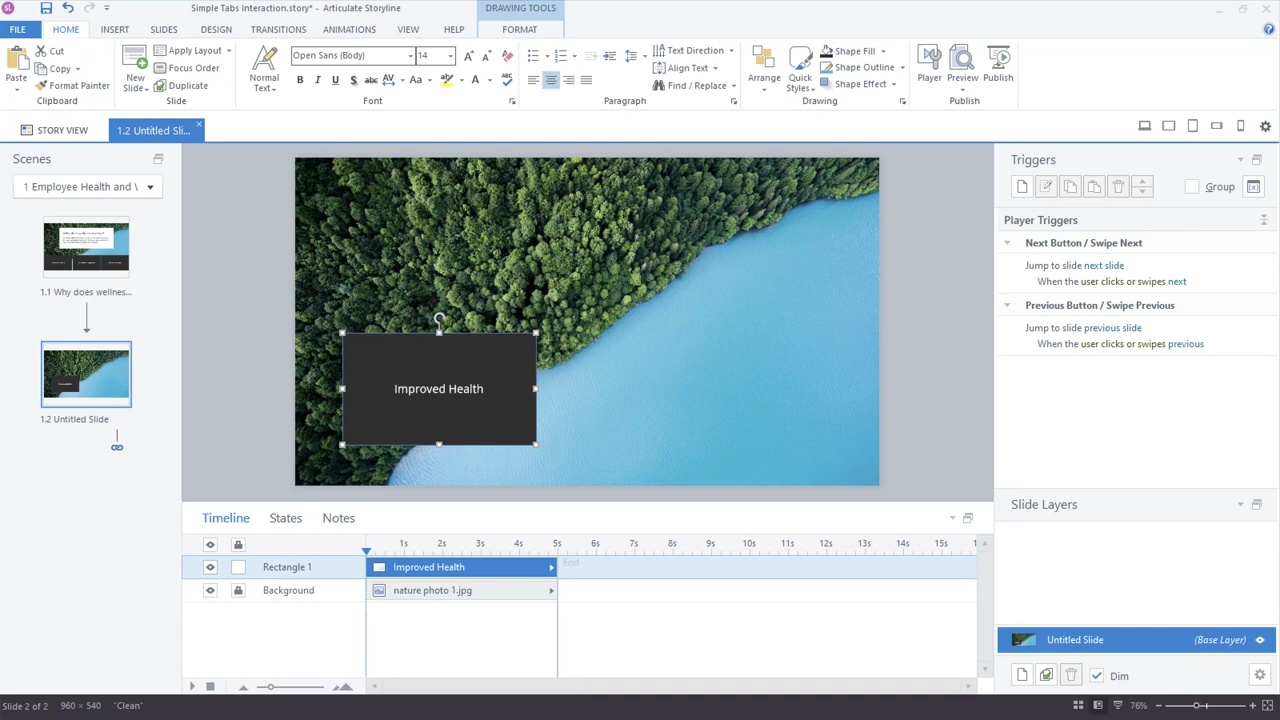 Simple Tabs Interaction.story* - Articulate Storyline
DRAWING TOOLS
FILE
HOME
INSERT
SLIDES
DESIGN
TRANSITIONS
ANIMATIONS
VIEW
HELP
FORMAT
Paste
Cut
Copy
Format Painter
Clipboard
New Slide
Apply Layout
Focus Order
Duplicate
Slide
Normal Text
Open Sans (Body)
14
B I U S abc AV Aa A
Font
Text Direction
Align Text
Find / Replace
Paragraph
Arrange
Quick Styles
Shape Fill
Shape Outline
Shape Effect
Drawing
Player
Preview
Publish
Publish
STORY VIEW
1.2 Untitled Sli...
Scenes
1 Employee Health and \
1.1 Why does wellnes...
1.2 Untitled Slide
Improved Health
Triggers
Group
Player Triggers
Next Button / Swipe Next
Jump to slide next slide
When the user clicks or swipes next
Previous Button / Swipe Previous
Jump to slide previous slide
When the user clicks or swipes previous
Slide Layers
Untitled Slide (Base Layer)
Dim
Timeline
States
Notes
1s 2s 3s 4s 5s 6s 7s 8s 9s 10s 11s 12s 13s 14s 15s
Rectangle 1
Improved Health
End
Background
nature photo 1.jpg
Slide 2 of 2
960 × 540
"Clean"
76%